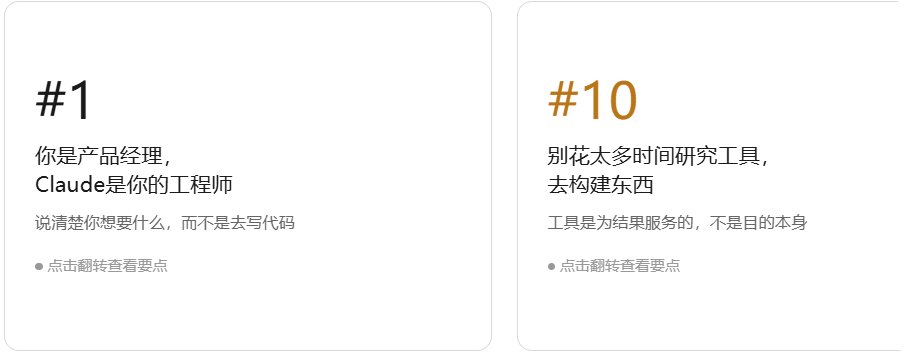 #1
你是产品经理，
Claude是你的工程师
说清楚你想要什么，而不是去写代码
点击翻转查看要点
#10
别花太多时间研究工具，
去构建东西
工具是为结果服务的，不是目的本身
点击翻转查看要点